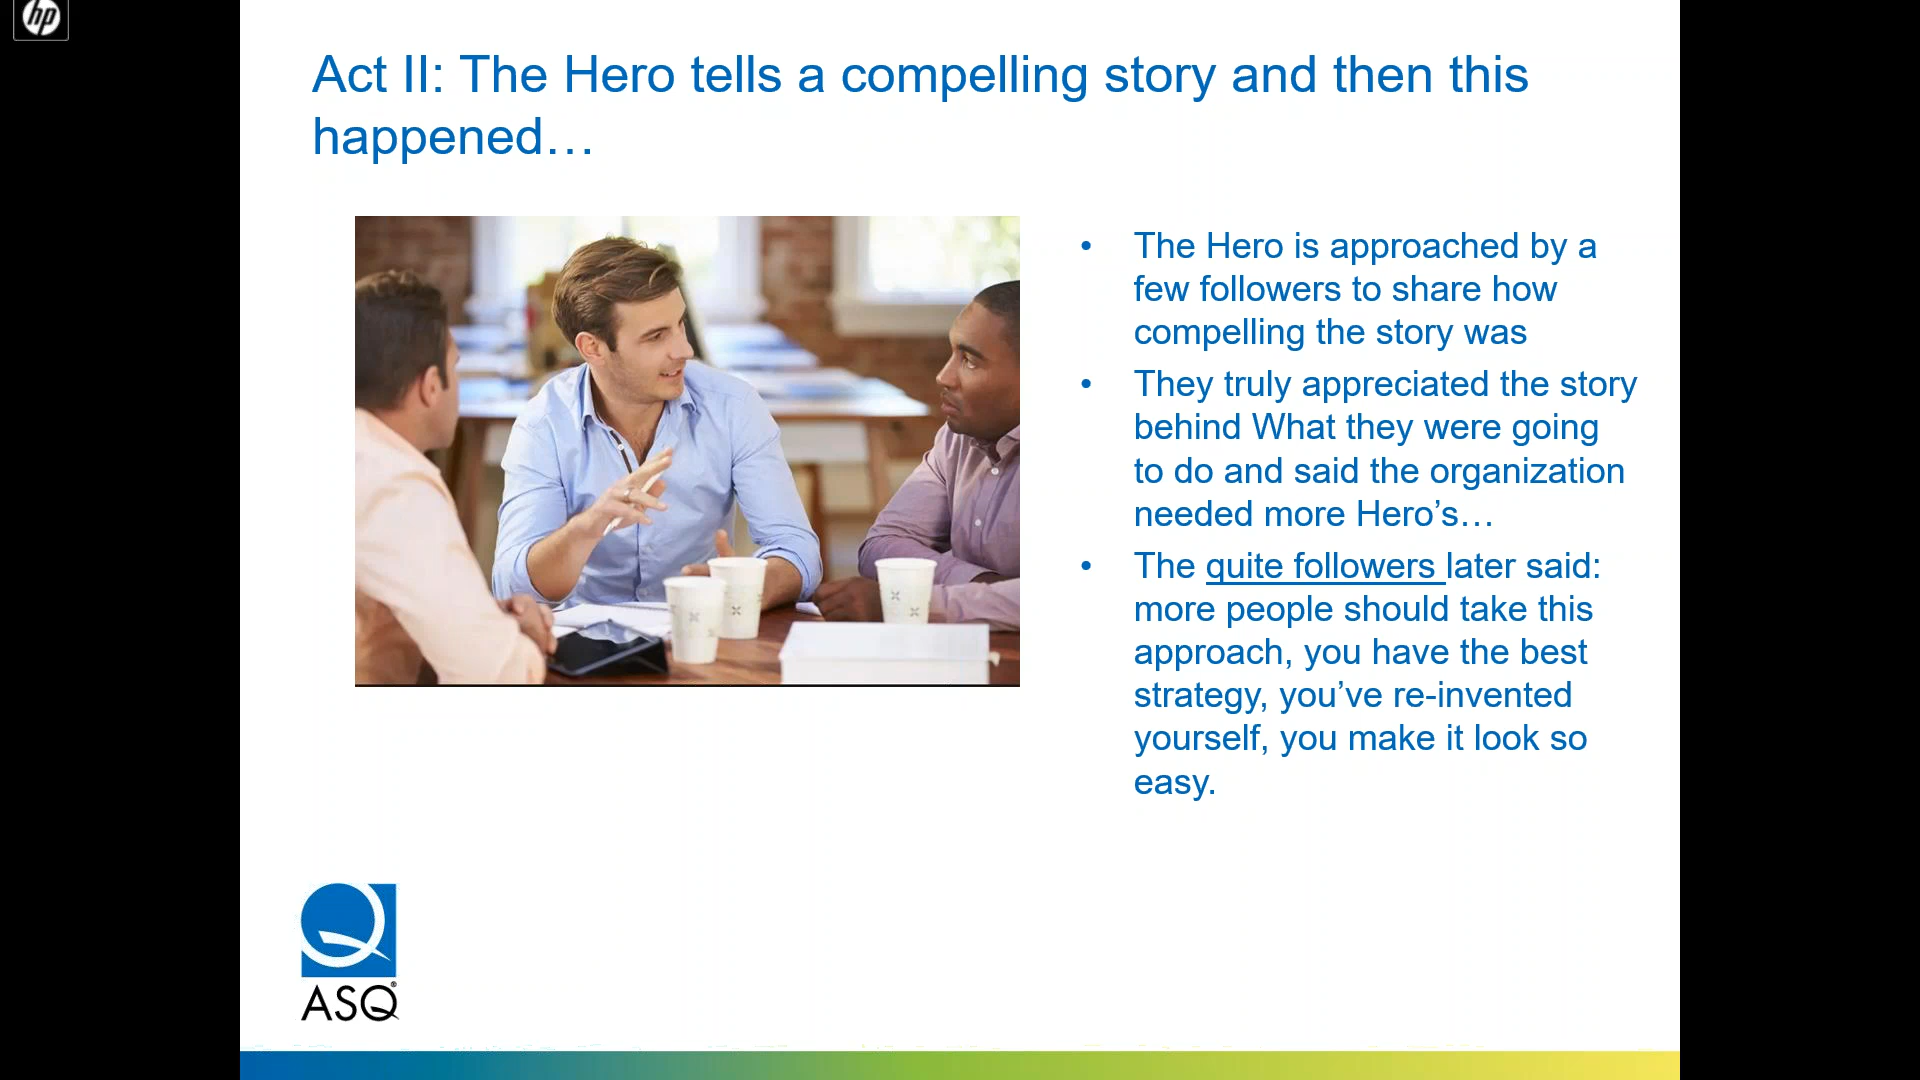 hp
Act II: The Hero tells a compelling story and then this
happened…
• The Hero is approached by a
few followers to share how
compelling the story was
• They truly appreciated the story
behind What they were going
to do and said the organization
needed more Hero’s…
• The quite followers later said:
more people should take this
approach, you have the best
strategy, you’ve re-invented
yourself, you make it look so
easy.
ASQ®